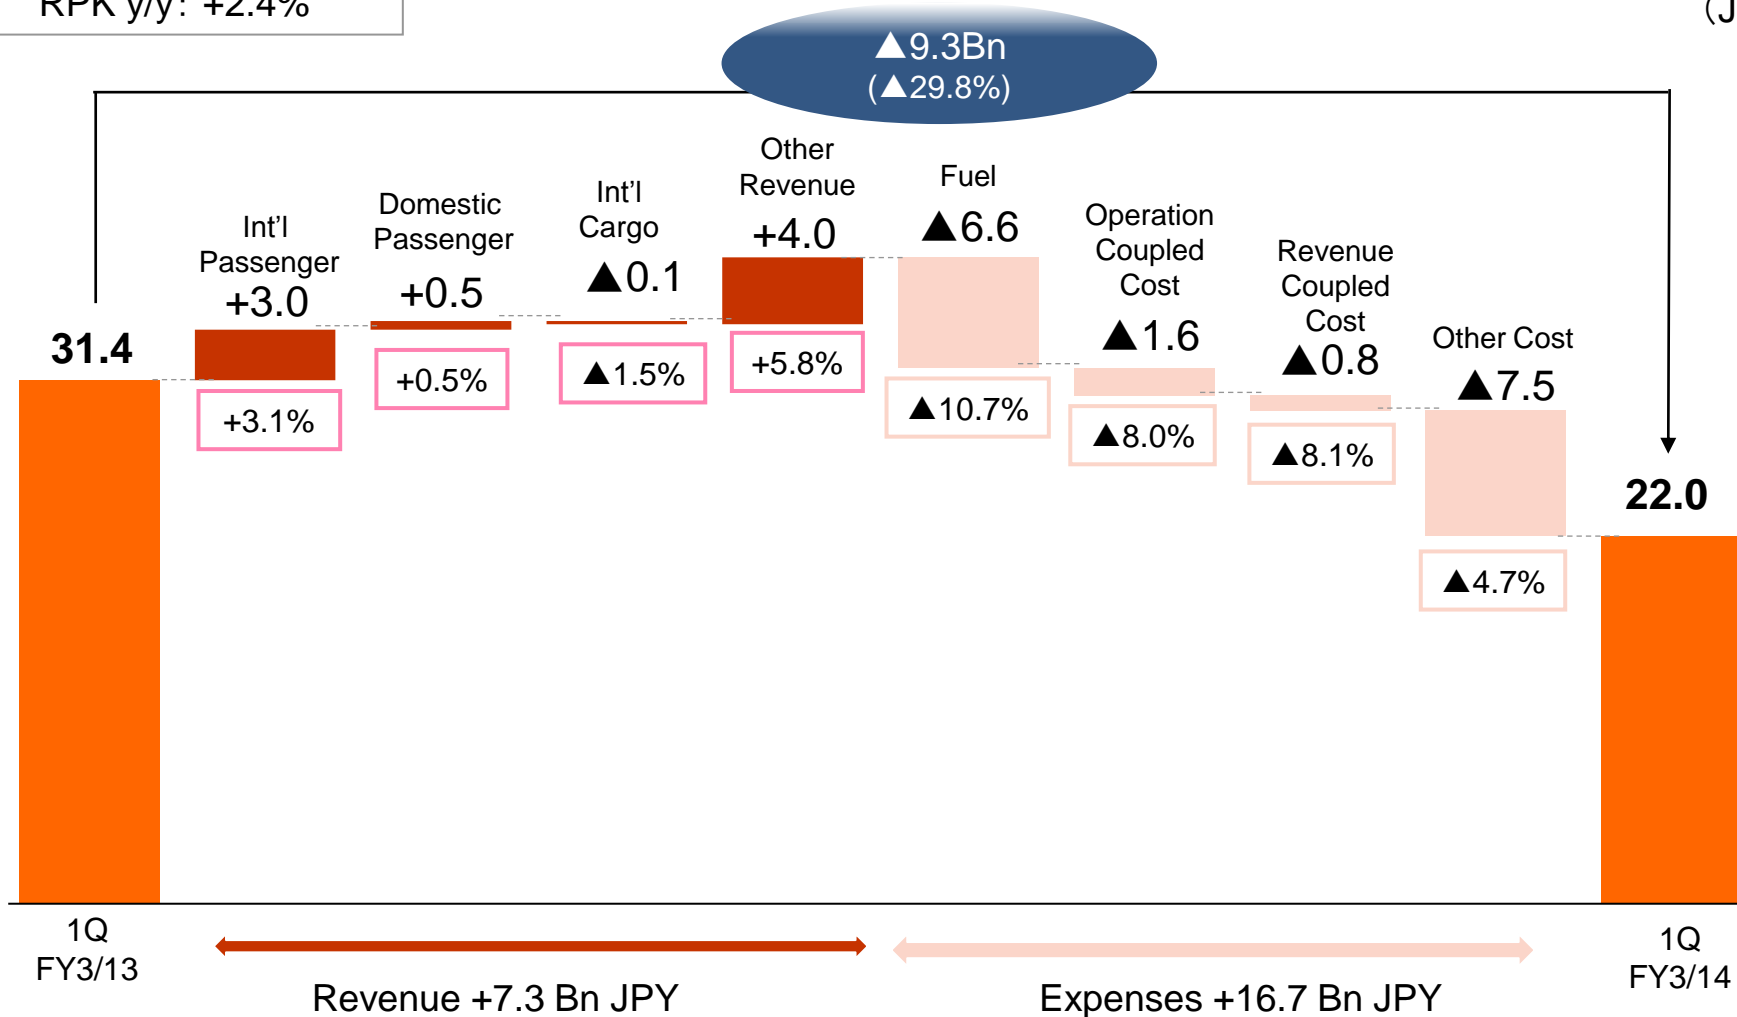 RPK y/y: +2.4%
(J
▲9.3Bn
(▲29.8%)
31.4
Int'l
Passenger
+3.0
+3.1%
Domestic
Passenger
+0.5
+0.5%
Int'l
Cargo
▲0.1
▲1.5%
Other
Revenue
+4.0
+5.8%
Fuel
▲6.6
▲10.7%
Operation
Coupled
Cost
▲1.6
▲8.0%
Revenue
Coupled
Cost
▲0.8
▲8.1%
Other Cost
▲7.5
▲4.7%
22.0
1Q
FY3/13
Revenue +7.3 Bn JPY
Expenses +16.7 Bn JPY
1Q
FY3/14